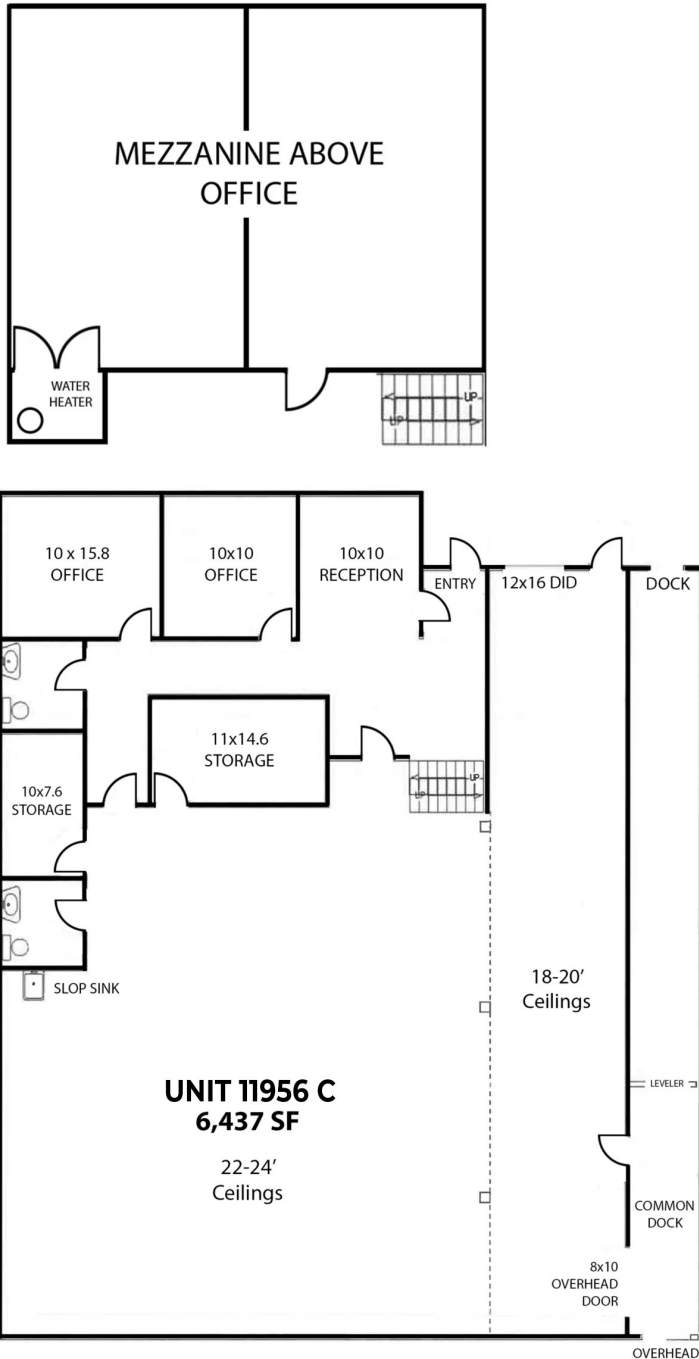 MEZZANINE ABOVE
OFFICE
WATER
HEATER
UP
UP
10 x 15.8
OFFICE
10x10
OFFICE
10x10
RECEPTION
ENTRY
12x16 DID
DOCK
11x14.6
STORAGE
10x7.6
STORAGE
UP
UP
SLOP SINK
18-20'
Ceilings
UNIT 11956 C
6,437 SF
22-24'
Ceilings
LEVELER
COMMON
DOCK
8x10
OVERHEAD
DOOR
OVERHEAD